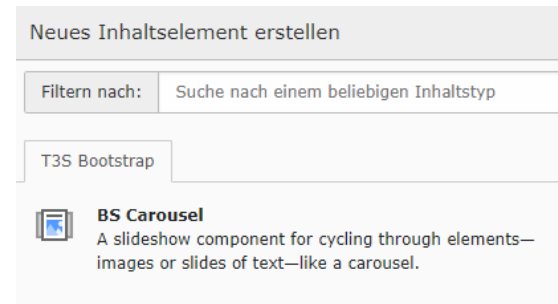 Neues Inhaltselement erstellen
Filtern nach: Suche nach einem beliebigen Inhaltstyp
T3S Bootstrap
BS Carousel
A slideshow component for cycling through elements—
images or slides of text—like a carousel.